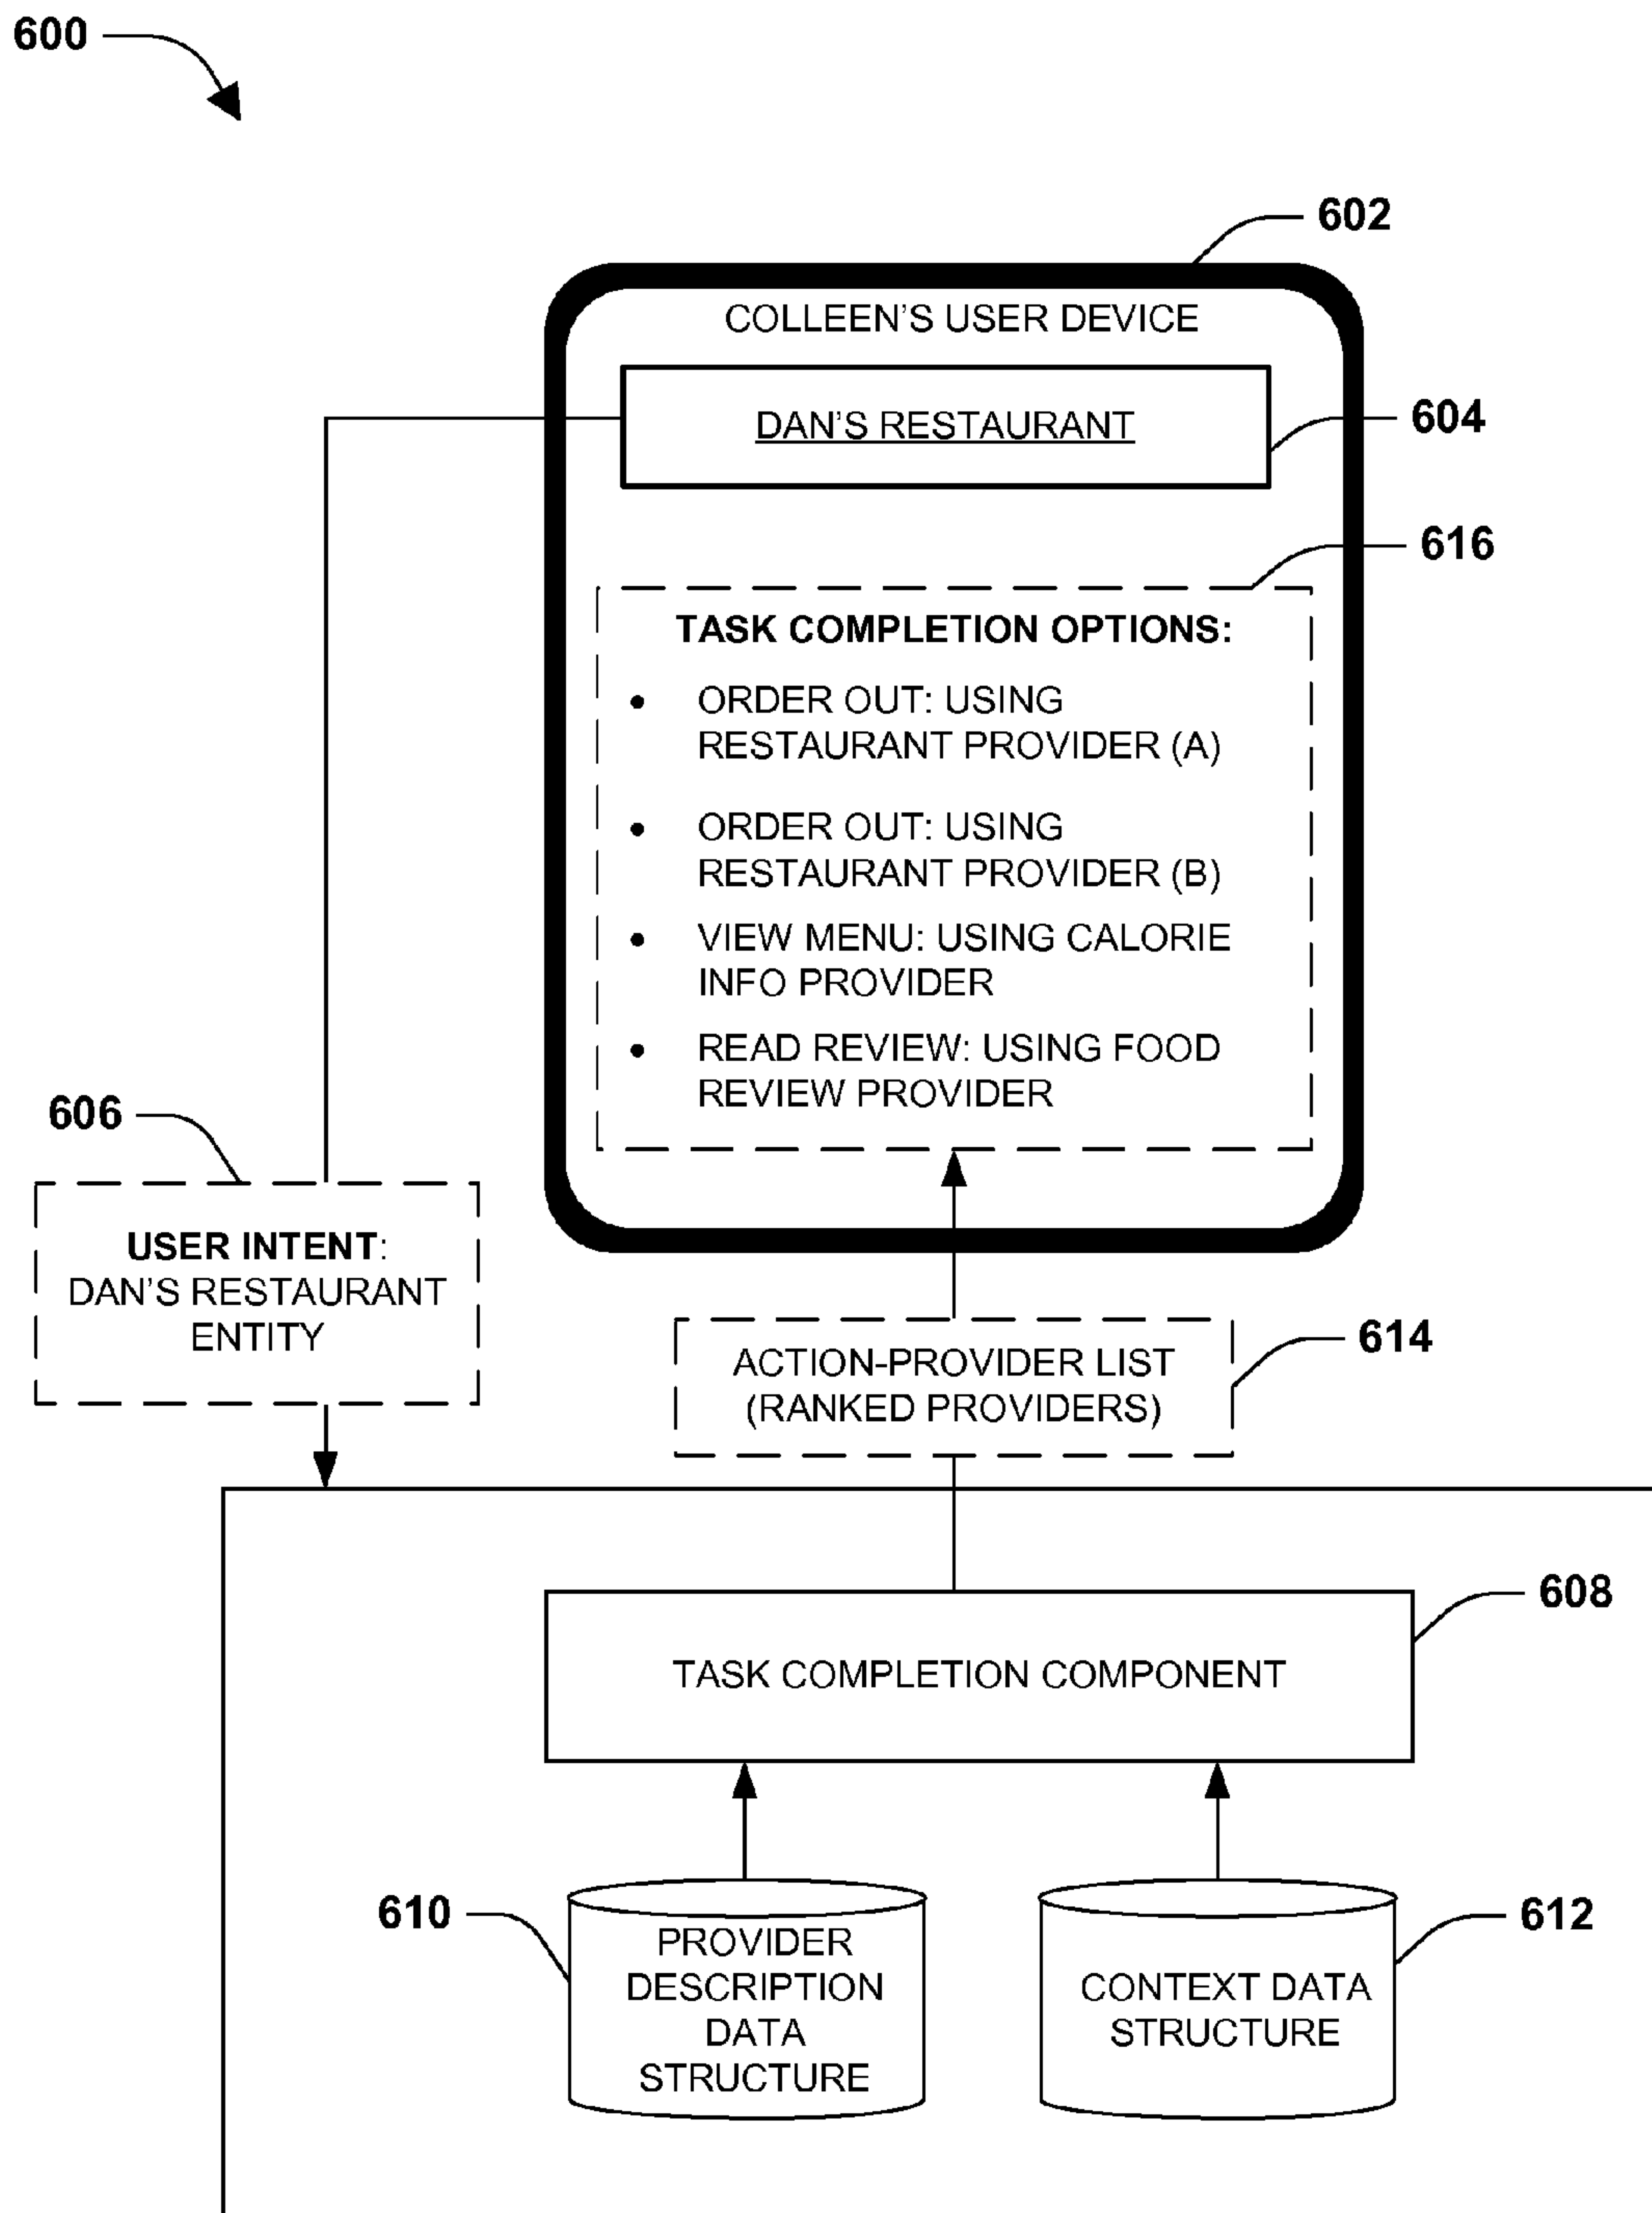 600
602
COLLEEN'S USER DEVICE
DAN'S RESTAURANT
604
616
TASK COMPLETION OPTIONS:
• ORDER OUT: USING
RESTAURANT PROVIDER (A)
• ORDER OUT: USING
RESTAURANT PROVIDER (B)
• VIEW MENU: USING CALORIE
INFO PROVIDER
• READ REVIEW: USING FOOD
REVIEW PROVIDER
606
USER INTENT:
DAN'S RESTAURANT
ENTITY
614
ACTION-PROVIDER LIST
(RANKED PROVIDERS)
608
TASK COMPLETION COMPONENT
610
PROVIDER
DESCRIPTION
DATA
STRUCTURE
612
CONTEXT DATA
STRUCTURE